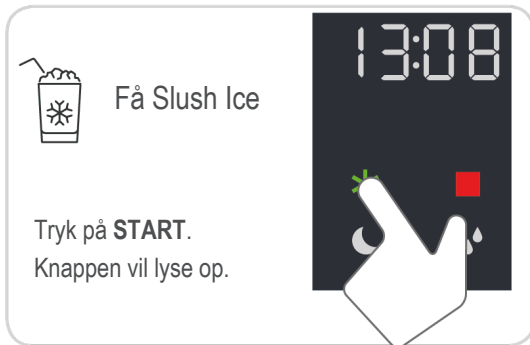 13:08
Få Slush Ice
Tryk på START.
Knappen vil lyse op.